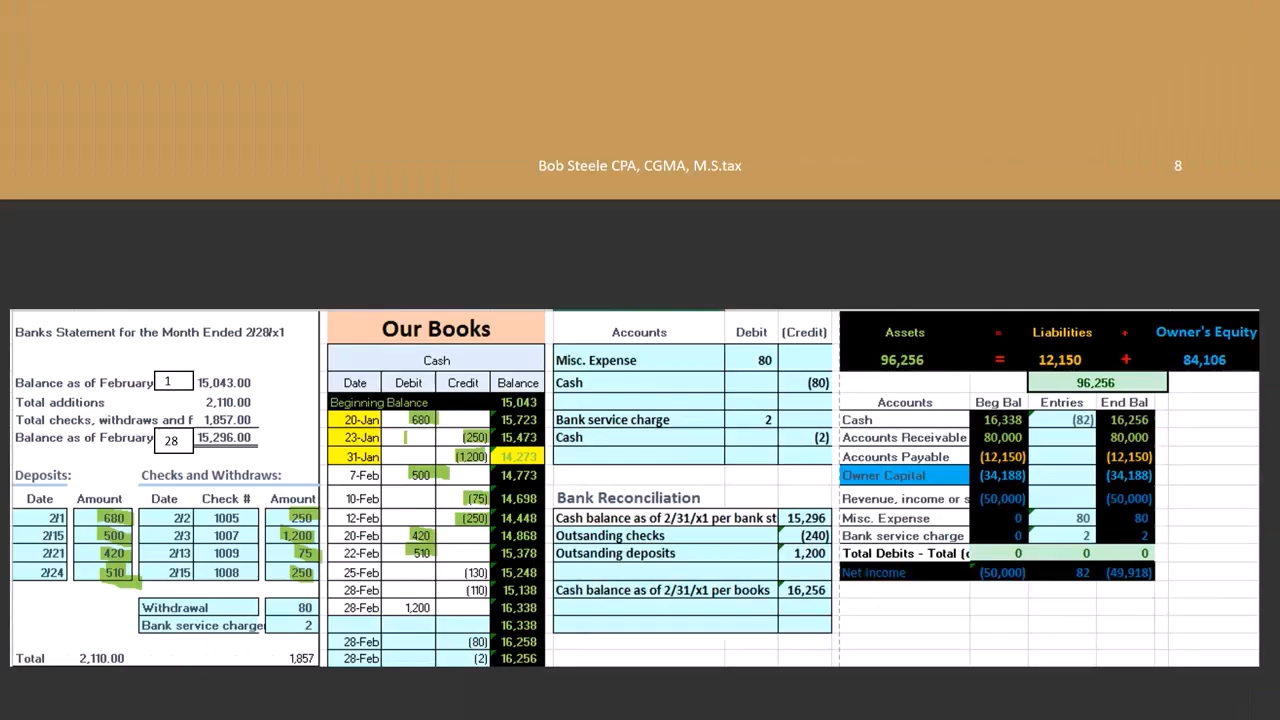 Bob Steele CPA, CGMA, M.S.tax 8
Banks Statement for the Month Ended 2/28/x1
Balance as of February 1 15,043.00
Total additions 2,110.00
Total checks, withdraws and f 1,857.00
Balance as of February 28 15,296.00
Deposits: Checks and Withdraws:
Date Amount Date Check # Amount
2/1 680 2/2 1005 250
2/15 500 2/3 1007 1,200
2/21 420 2/13 1009 75
2/24 510 2/15 1008 250
Withdrawal 80
Bank service charge 2
Total 2,110.00 1,857
Our Books
Cash
Date Debit Credit Balance
Beginning Balance 15,043
20-Jan 680 15,723
23-Jan (250) 15,473
31-Jan (1,200) 14,273
7-Feb 500 14,773
10-Feb (75) 14,698
12-Feb (250) 14,448
20-Feb 420 14,868
22-Feb 510 15,378
25-Feb (130) 15,248
28-Feb (110) 15,138
28-Feb 1,200 16,338
16,338
28-Feb (80) 16,258
28-Feb (2) 16,256
Accounts Debit (Credit)
Misc. Expense 80
Cash (80)
Bank service charge 2
Cash (2)
Bank Reconciliation
Cash balance as of 2/31/x1 per bank st 15,296
Outsanding checks (240)
Outsanding deposits 1,200
Cash balance as of 2/31/x1 per books 16,256
Assets = Liabilities + Owner's Equity
96,256 = 12,150 + 84,106
96,256
Accounts Beg Bal Entries End Bal
Cash 16,338 (82) 16,256
Accounts Receivable 80,000 80,000
Accounts Payable (12,150) (12,150)
Owner Capital (34,188) (34,188)
Revenue, income or s (50,000) (50,000)
Misc. Expense 0 80 80
Bank service charge 0 2 2
Total Debits - Total (c 0 0 0
Net Income (50,000) 82 (49,918)